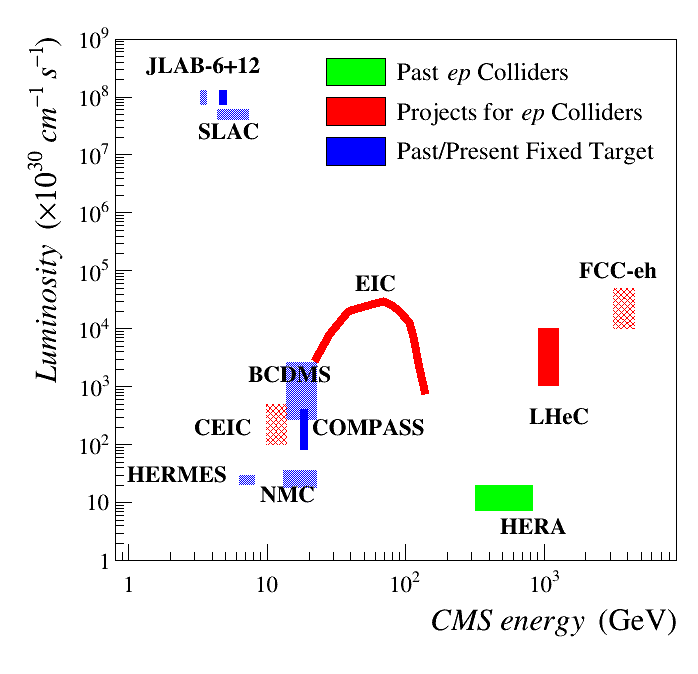 10⁹
JLAB-6+12
Past ep Colliders
10⁸
Projects for ep Colliders
SLAC
10⁷
Past/Present Fixed Target
10⁶
10⁵
FCC-eh
EIC
10⁴
10³
BCDMS
LHeC
10²
CEIC
COMPASS
HERMES
NMC
10
HERA
1
Luminosity (×10³⁰ cm⁻¹ s⁻¹)
1 10 10² 10³
CMS energy (GeV)